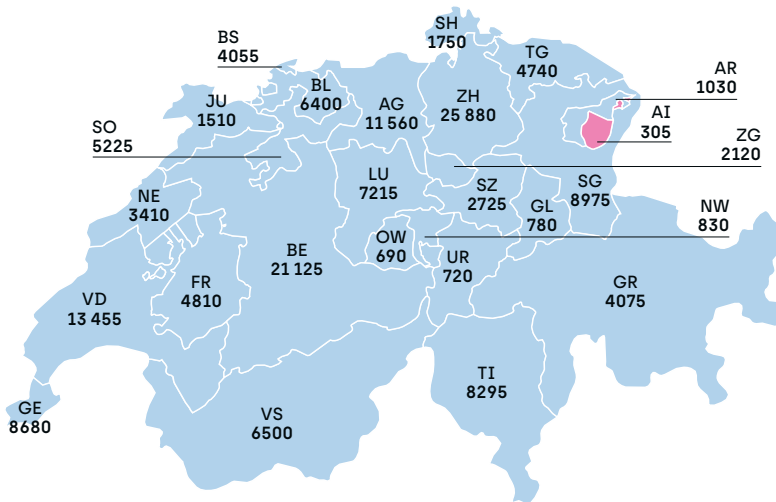 SH
1750
BS
4055
TG
4740
AR
1030
BL
6400
JU
1510
AG
11 560
ZH
25 880
AI
305
SO
5225
ZG
2120
LU
7215
SZ
2725
SG
8975
NE
3410
GL
780
NW
830
OW
690
BE
21 125
UR
720
FR
4810
GR
4075
VD
13 455
TI
8295
GE
8680
VS
6500